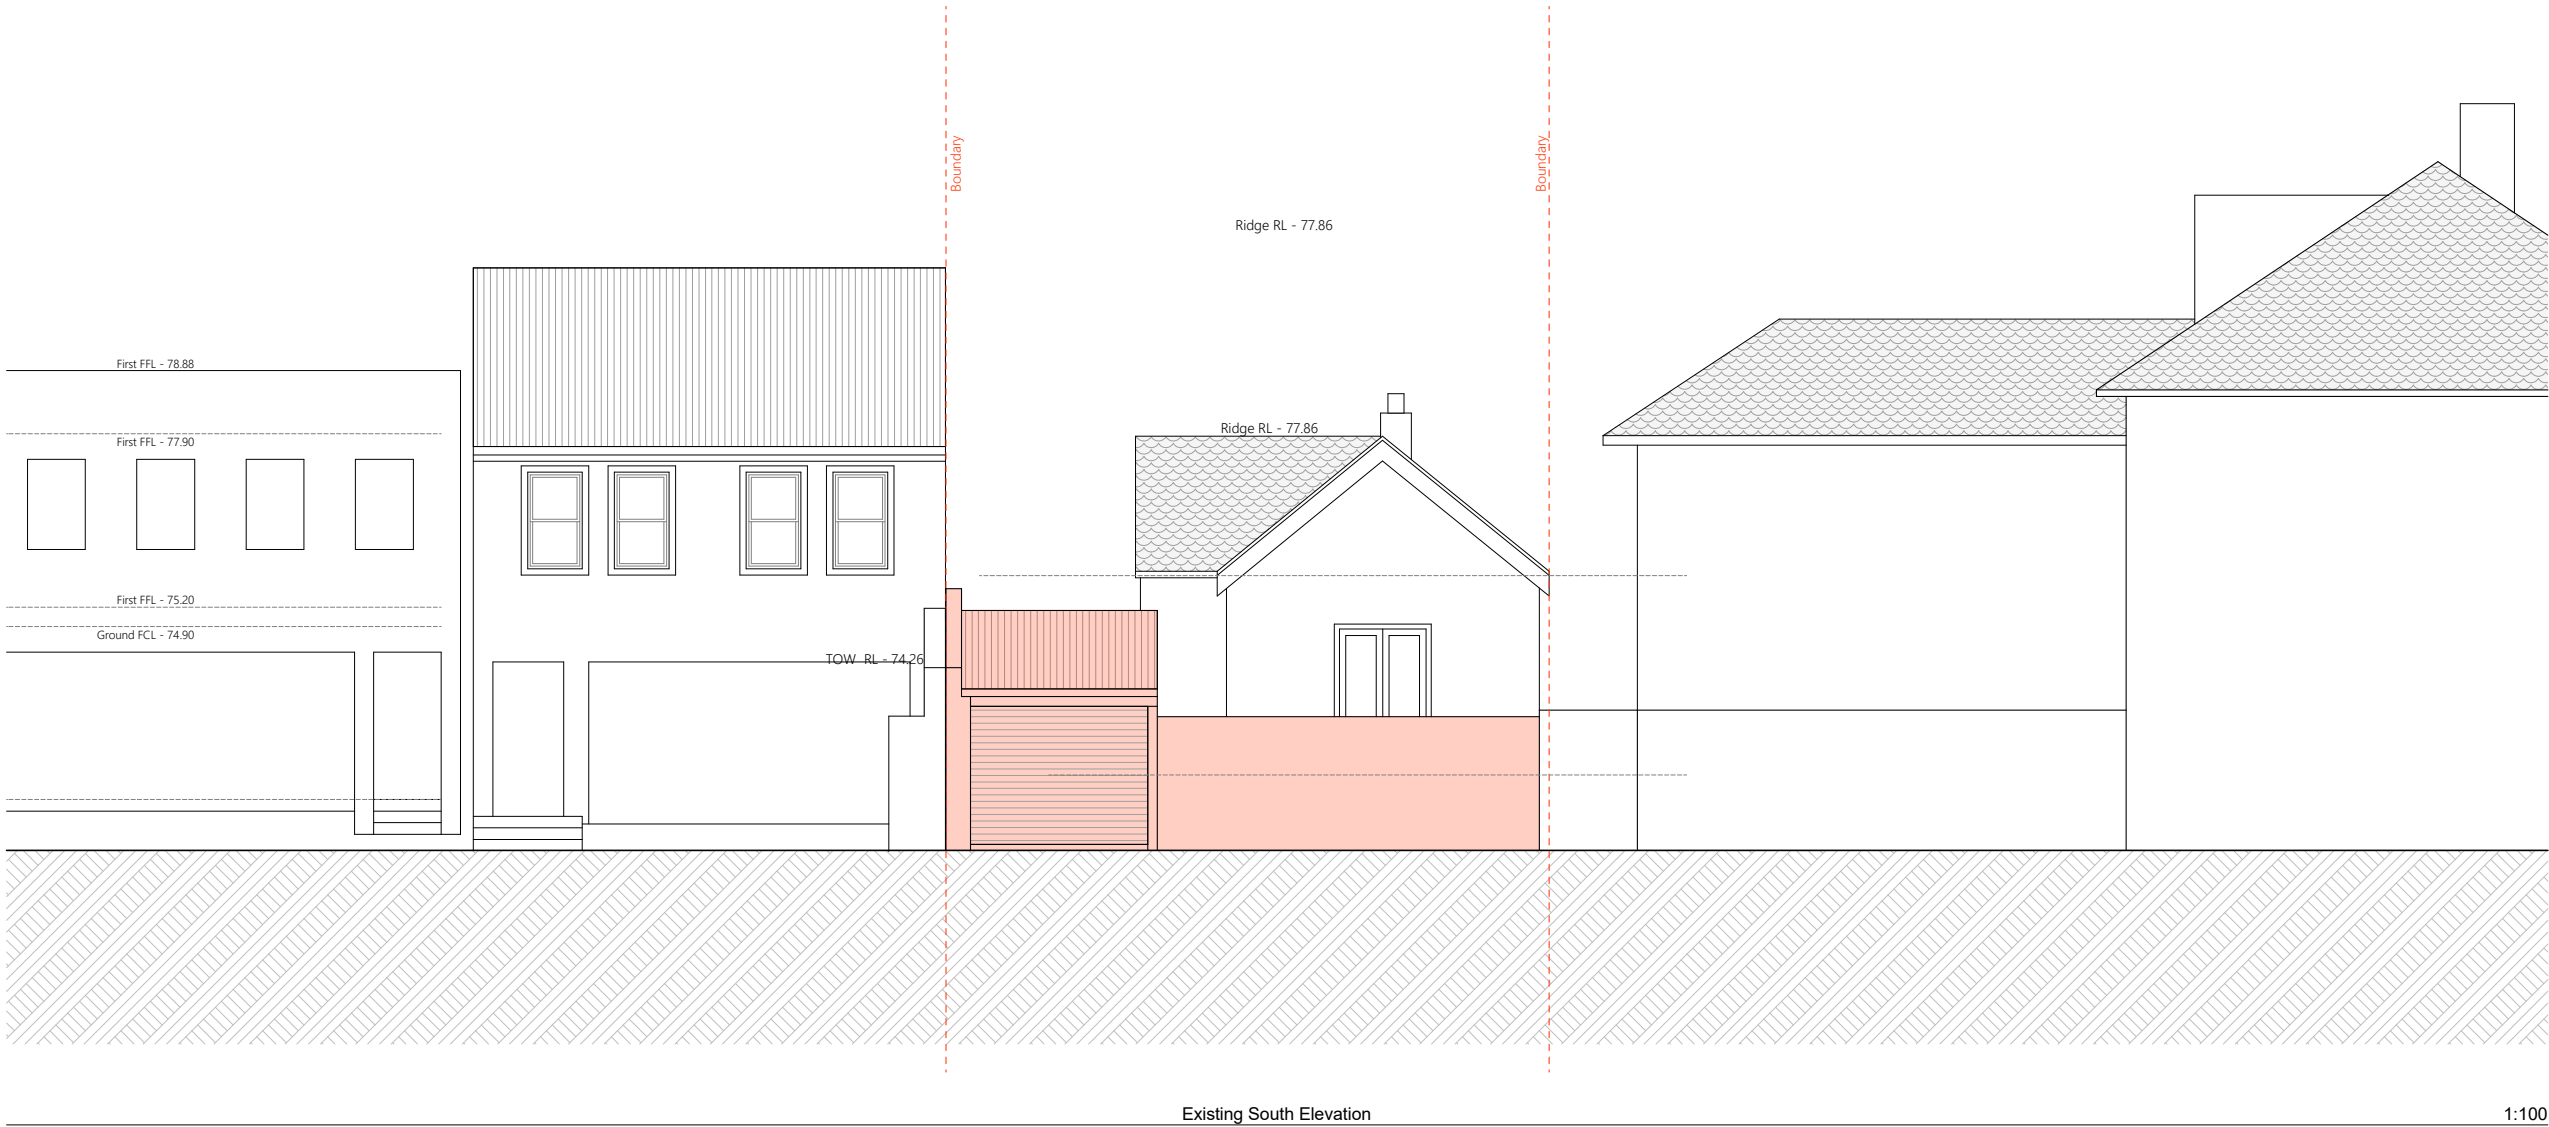 Boundary
Boundary
Ridge RL - 77.86
First FFL - 78.88
Ridge RL - 77.86
First FFL - 77.90
First FFL - 75.20
Ground FCL - 74.90
TOW RL - 74.26
Existing South Elevation
1:100